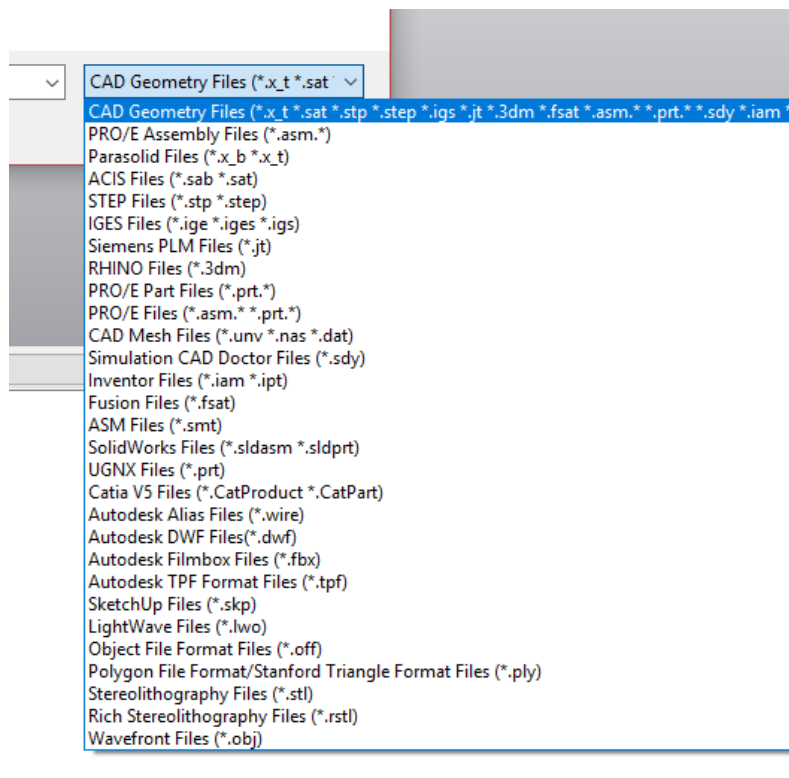 CAD Geometry Files (*.x_t *.sat
CAD Geometry Files (*.x_t *.sat *.stp *.step *.igs *.jt *.3dm *.fsat *.asm.* *.prt.* *.sdy *.iam *
PRO/E Assembly Files (*.asm.*)
Parasolid Files (*.x_b *.x_t)
ACIS Files (*.sab *.sat)
STEP Files (*.stp *.step)
IGES Files (*.ige *.iges *.igs)
Siemens PLM Files (*.jt)
RHINO Files (*.3dm)
PRO/E Part Files (*.prt.*)
PRO/E Files (*.asm.* *.prt.*)
CAD Mesh Files (*.unv *.nas *.dat)
Simulation CAD Doctor Files (*.sdy)
Inventor Files (*.iam *.ipt)
Fusion Files (*.fsat)
ASM Files (*.smt)
SolidWorks Files (*.sldasm *.sldprt)
UGNX Files (*.prt)
Catia V5 Files (*.CatProduct *.CatPart)
Autodesk Alias Files (*.wire)
Autodesk DWF Files(*.dwf)
Autodesk Filmbox Files (*.fbx)
Autodesk TPF Format Files (*.tpf)
SketchUp Files (*.skp)
LightWave Files (*.lwo)
Object File Format Files (*.off)
Polygon File Format/Stanford Triangle Format Files (*.ply)
Stereolithography Files (*.stl)
Rich Stereolithography Files (*.rstl)
Wavefront Files (*.obj)